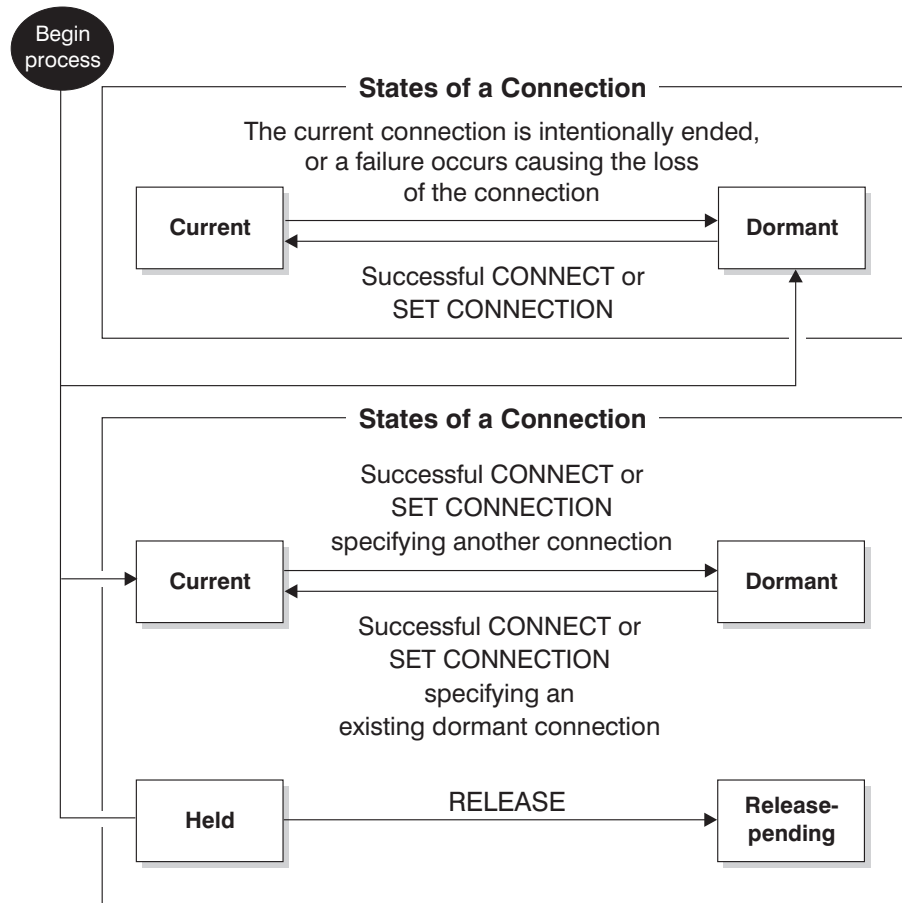 Begin
process
States of a Connection
The current connection is intentionally ended,
or a failure occurs causing the loss
of the connection
Current
Dormant
Successful CONNECT or
SET CONNECTION
States of a Connection
Successful CONNECT or
SET CONNECTION
specifying another connection
Current
Dormant
Successful CONNECT or
SET CONNECTION
specifying an
existing dormant connection
Held
RELEASE
Release-
pending